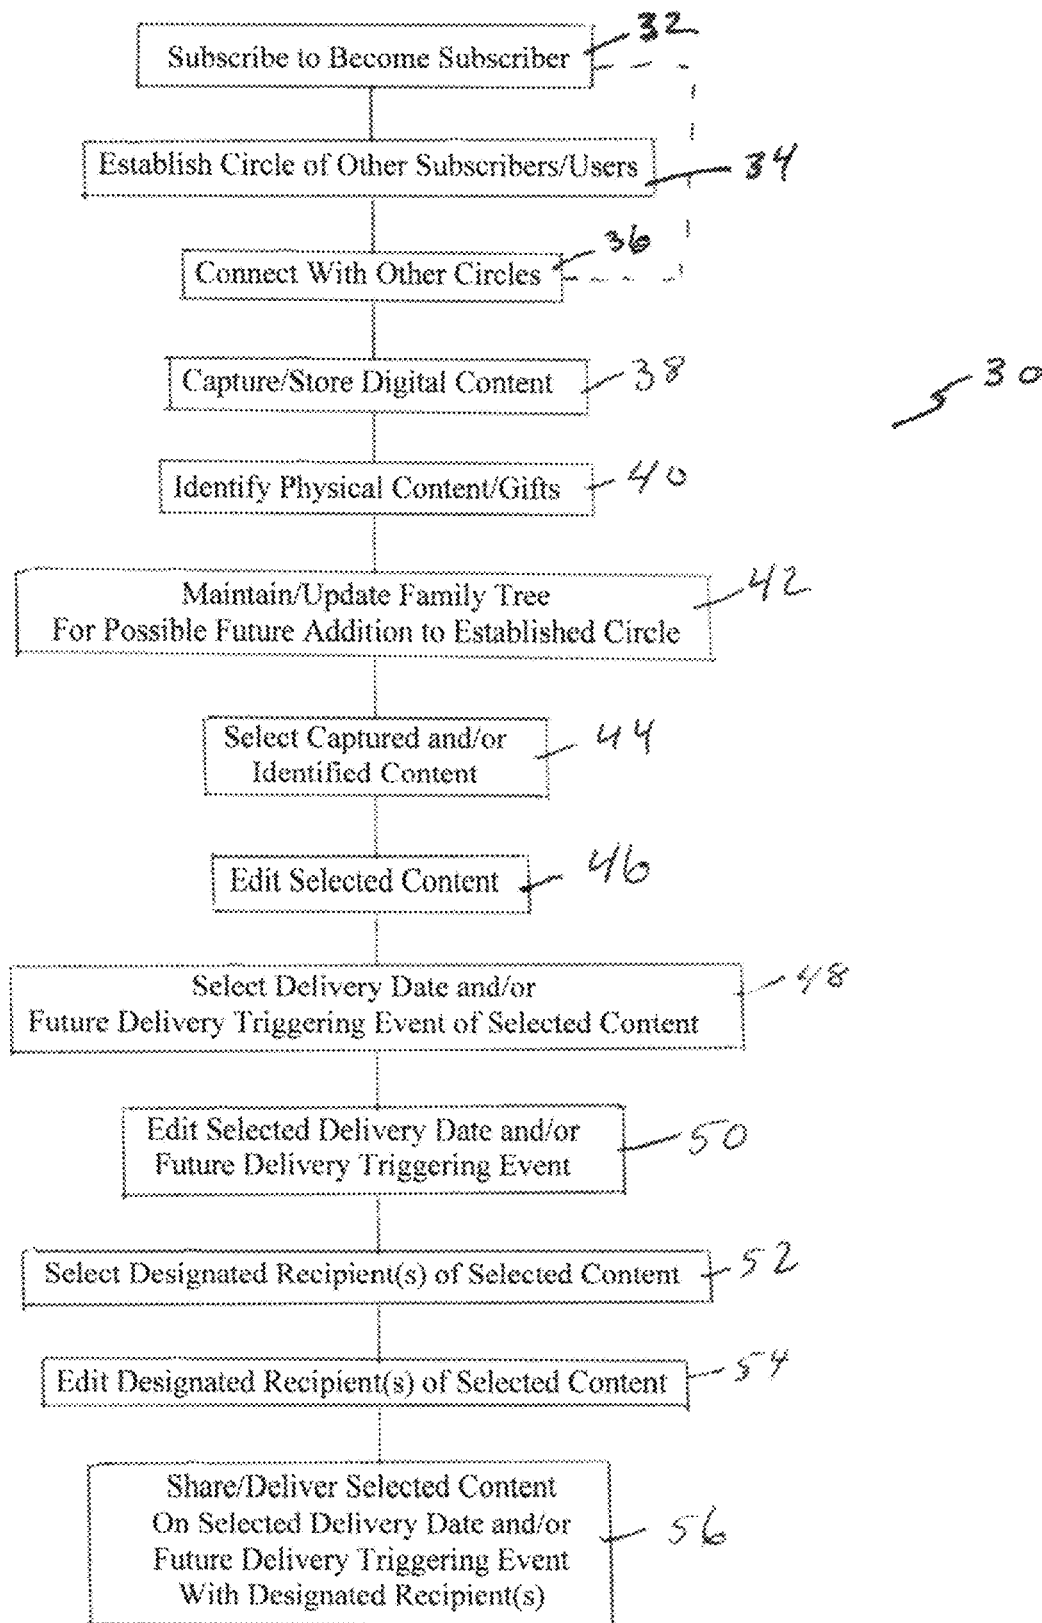 Subscribe to Become Subscriber
32
Establish Circle of Other Subscribers/Users
34
Connect With Other Circles
36
Capture/Store Digital Content
38
30
Identify Physical Content/Gifts
40
Maintain/Update Family Tree
For Possible Future Addition to Established Circle
42
Select Captured and/or
Identified Content
44
Edit Selected Content
46
Select Delivery Date and/or
Future Delivery Triggering Event of Selected Content
48
Edit Selected Delivery Date and/or
Future Delivery Triggering Event
50
Select Designated Recipient(s) of Selected Content
52
Edit Designated Recipient(s) of Selected Content
54
Share/Deliver Selected Content
On Selected Delivery Date and/or
Future Delivery Triggering Event
With Designated Recipient(s)
56